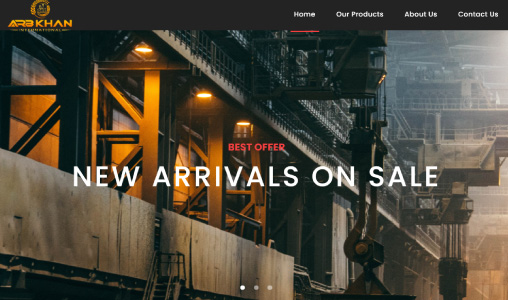 ARB KHAN
INTERNATIONAL
Home Our Products About Us Contact Us
BEST OFFER
NEW ARRIVALS ON SALE